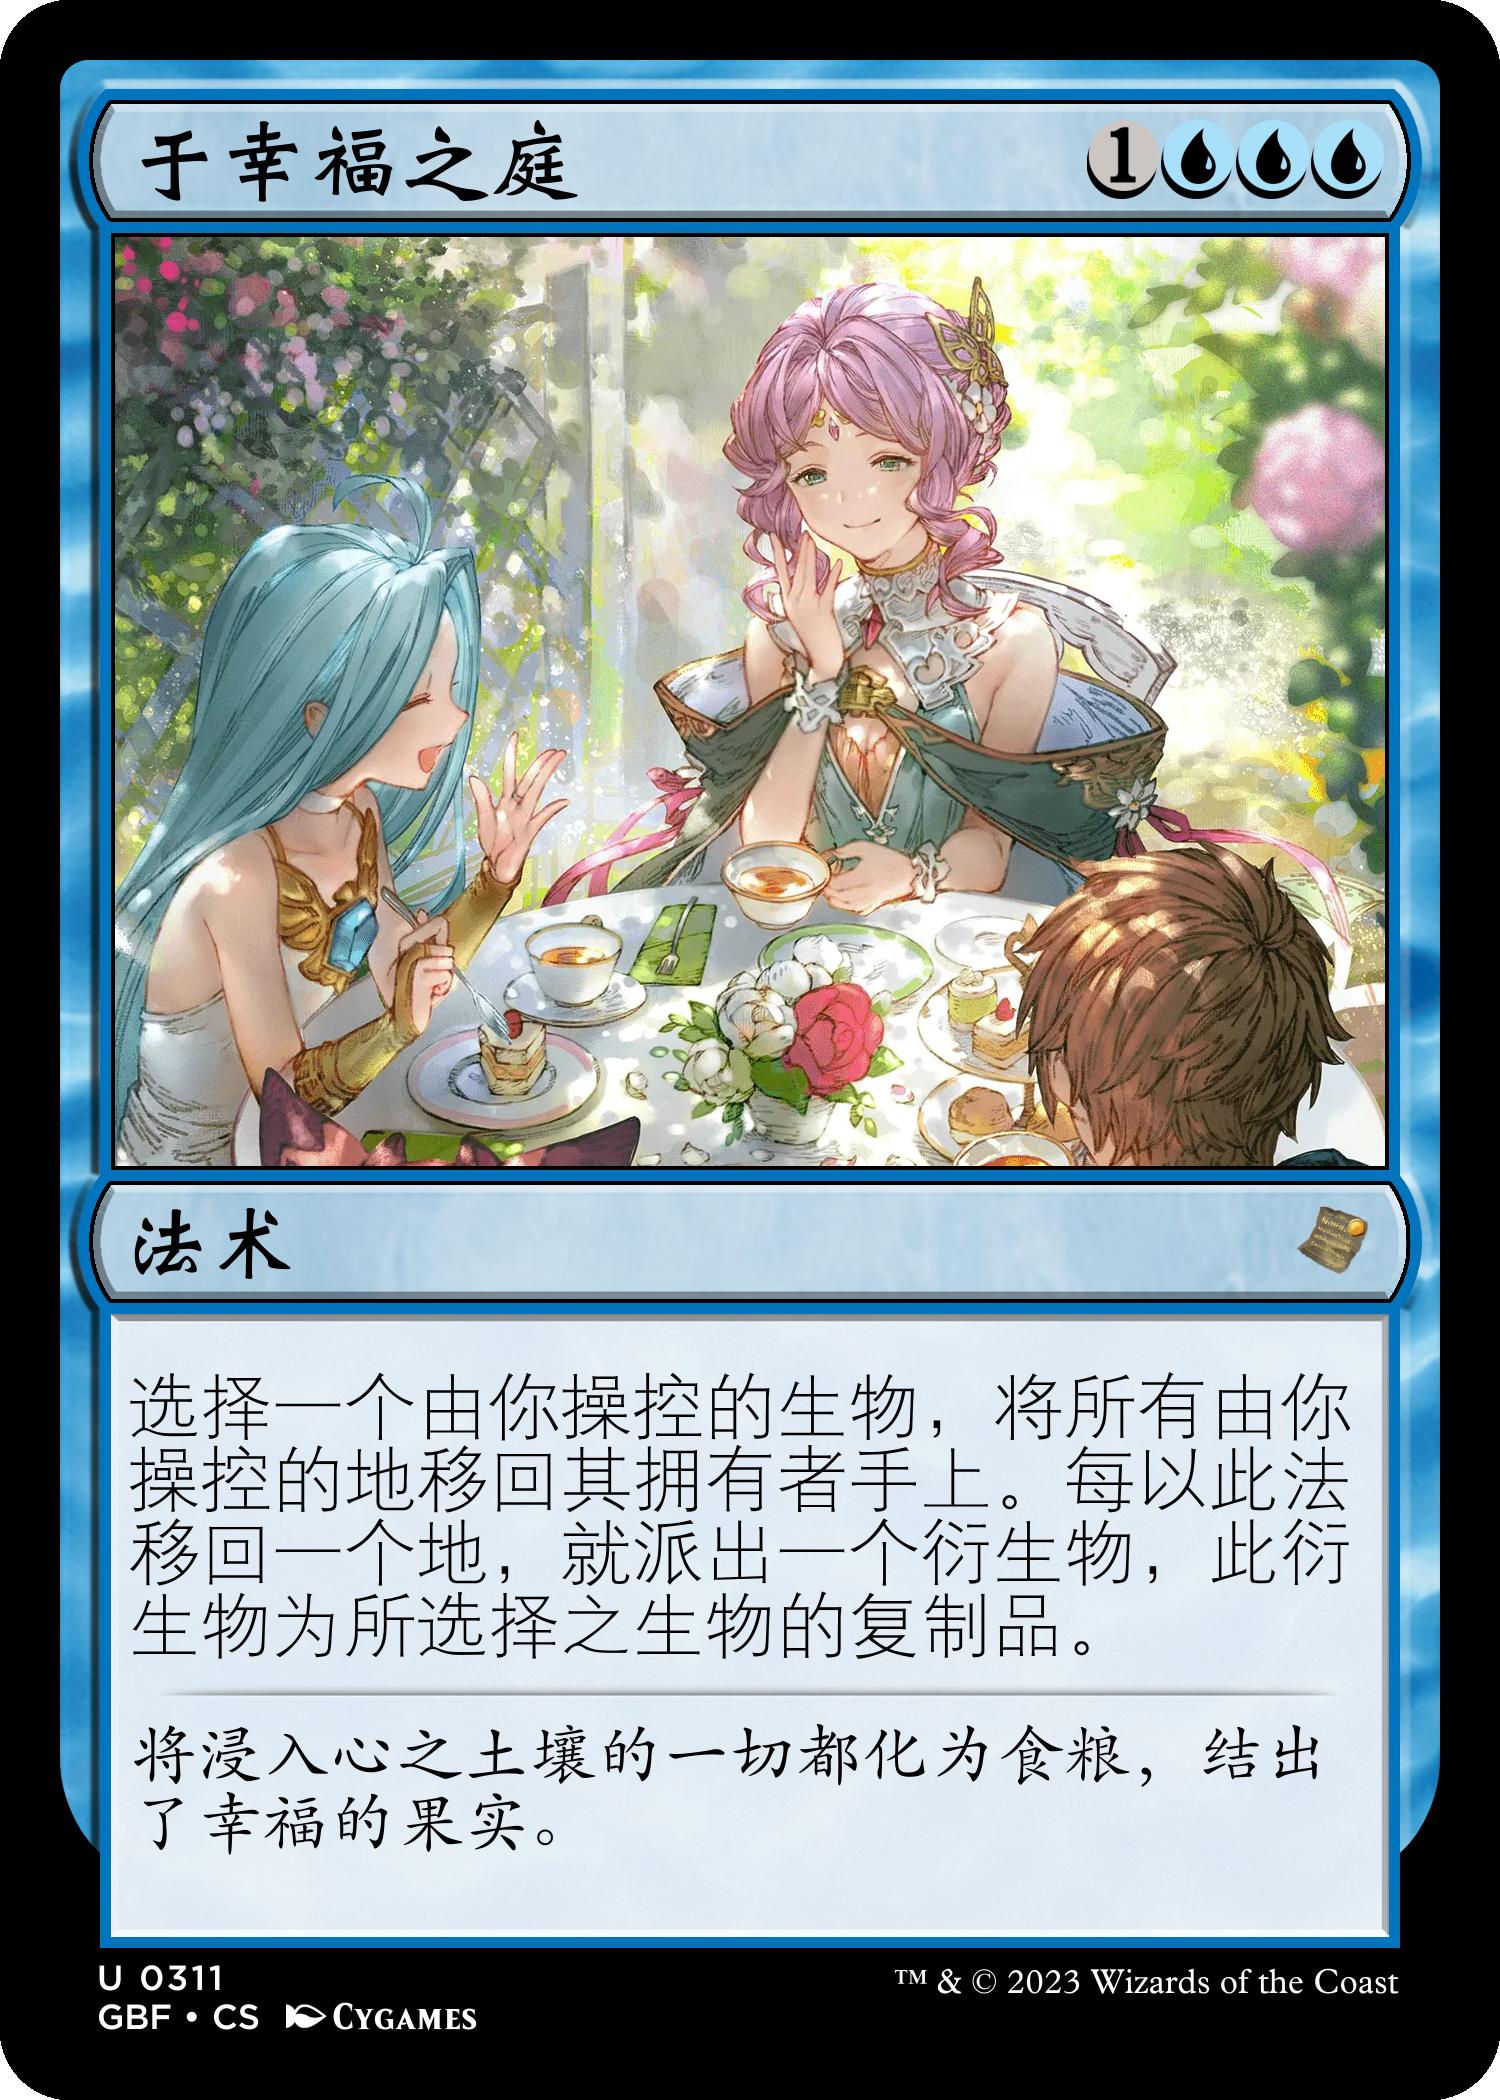 于幸福之庭
1
法术
选择一个由你操控的生物，将所有由你
操控的地移回其拥有者手上。每以此法
移回一个地，就派出一个衍生物，此衍
生物为所选择之生物的复制品。
将浸入心之土壤的一切都化为食粮，结出
了幸福的果实。
U 0311
GBF • CS CYGAMES
™ & © 2023 Wizards of the Coast